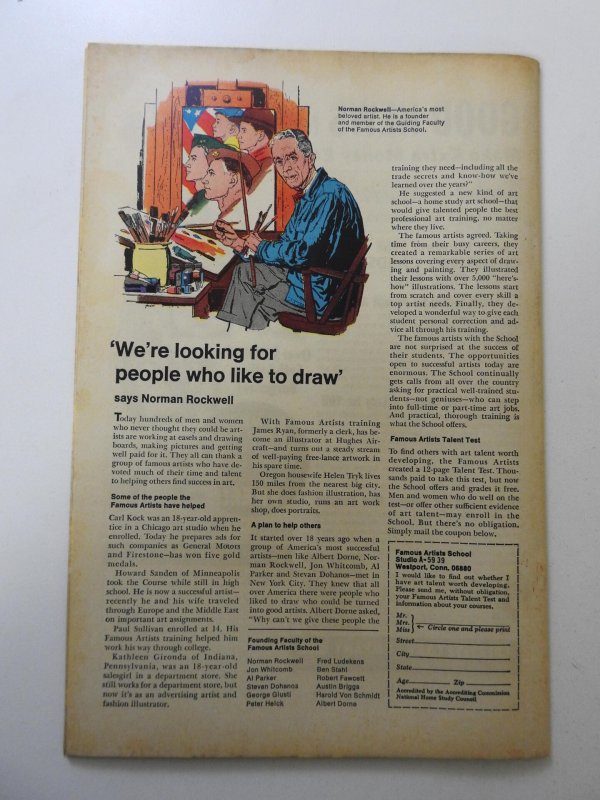 Norman Rockwell—America's most
beloved artist. He is a founder
and member of the Guiding Faculty
of the Famous Artists School.
'We're looking for
people who like to draw'
says Norman Rockwell
Today hundreds of men and women
who never thought they could be art-
ists are working at easels and drawing
boards, making pictures and getting
well paid for it. They all can thank a
group of famous artists who have de-
voted much of their time and talent
to helping others find success in art.
Some of the people the
Famous Artists have helped
Carl Kock was an 18-year-old appren-
tice in a Chicago art studio when he
enrolled. Today he prepares ads for
such companies as General Motors
and Firestone—has won five gold
medals.
Howard Sanden of Minneapolis
took the Course while still in high
school. He is now a successful artist—
recently he and his wife traveled
through Europe and the Middle East
on important art assignments.
Paul Sullivan enrolled at 14. His
Famous Artists training helped him
work his way through college.
Kathleen Gironda of Indiana,
Pennsylvania, was an 18-year-old
salesgirl in a department store. She
still works for a department store, but
now it's as an advertising artist and
fashion illustrator.
With Famous Artists training
James Ryan, formerly a clerk, has be-
come an illustrator at Hughes Air-
craft—and turns out a steady stream
of well-paying free-lance artwork in
his spare time.
Oregon housewife Helen Tryk lives
150 miles from the nearest big city.
But she does fashion illustration, has
her own studio, runs an art work
shop, does portraits.
A plan to help others
It started over 18 years ago when a
group of America's most successful
artists—men like Albert Dorne, Nor-
man Rockwell, Jon Whitcomb, Al
Parker and Stevan Dohanos—met in
New York City. They knew that all
over America there were people who
liked to draw who could be turned
into good artists. Albert Dorne asked,
"Why can't we give these people the
Founding Faculty of the
Famous Artists School
Norman Rockwell
Jon Whitcomb
Al Parker
Stevan Dohanos
George Giusti
Peter Helck
Fred Ludekens
Ben Stahl
Robert Fawcett
Austin Briggs
Harold Von Schmidt
Albert Dorne
training they need—including all the
trade secrets and know-how we've
learned over the years?"
He suggested a new kind of art
school—a home study art school—that
would give talented people the best
professional art training, no matter
where they live.
The famous artists agreed. Taking
time from their busy careers, they
created a remarkable series of art
lessons covering every aspect of draw-
ing and painting. They illustrated
their lessons with over 5,000 "here's-
how" illustrations. The lessons start
from scratch and cover every skill a
top artist needs. Finally, they de-
veloped a wonderful way to give each
student personal correction and ad-
vice all through his training.
The famous artists with the School
are not surprised at the success of
their students. The opportunities
open to successful artists today are
enormous. The School continually
gets calls from all over the country
asking for practical well-trained stu-
dents—not geniuses—who can step
into full-time or part-time art jobs.
And practical, thorough training is
what the School offers.
Famous Artists Talent Test
To find others with art talent worth
developing, the Famous Artists
created a 12-page Talent Test. Thou-
sands paid to take this test, but now
the School offers and grades it free.
Men and women who do well on the
test—or offer other sufficient evidence
of art talent—may enroll in the
School. But there's no obligation.
Simply mail the coupon below.
Famous Artists School
Studio A-59 39
Westport, Conn. 06880
I would like to find out whether I
have art talent worth developing.
Please send me, without obligation,
your Famous Artists Talent Test and
information about your courses.
Mr.
Mrs. Circle one and please print
Miss
Street
City
State
Age Zip
Accredited by the Accrediting Commission
National Home Study Council